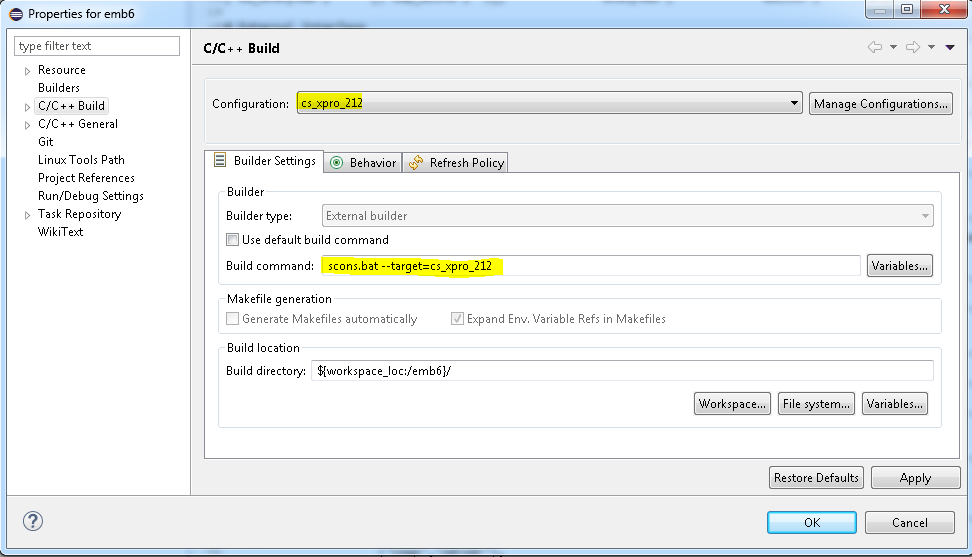 Properties for emb6
type filter text
Resource
Builders
C/C++ Build
C/C++ General
Git
Linux Tools Path
Project References
Run/Debug Settings
Task Repository
WikiText
C/C++ Build
Configuration: cs_xpro_212 Manage Configurations...
Builder Settings Behavior Refresh Policy
Builder
Builder type: External builder
Use default build command
Build command: scons.bat --target=cs_xpro_212 Variables...
Makefile generation
Generate Makefiles automatically Expand Env. Variable Refs in Makefiles
Build location
Build directory: ${workspace_loc:/emb6}/
Workspace... File system... Variables...
Restore Defaults Apply
? OK Cancel